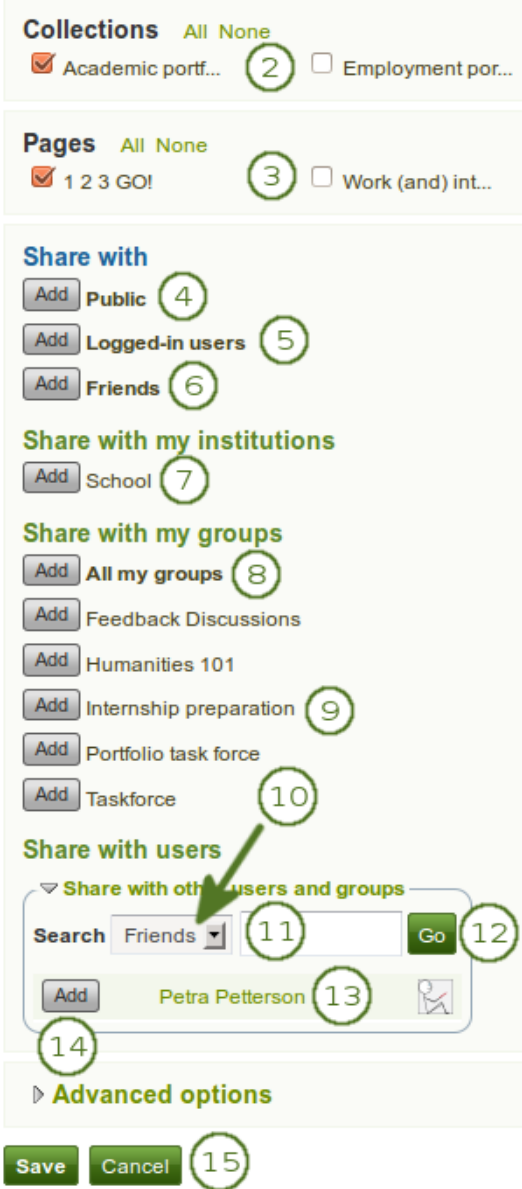 Collections All None
Academic portf... 2 Employment por...
Pages All None
1 2 3 GO! 3 Work (and) int...
Share with
Add Public 4
Add Logged-in users 5
Add Friends 6
Share with my institutions
Add School 7
Share with my groups
Add All my groups 8
Add Feedback Discussions
Add Humanities 101
Add Internship preparation 9
Add Portfolio task force
Add Taskforce 10
Share with users
Share with oth users and groups
Search Friends 11 Go 12
Add Petra Petterson 13
14
Advanced options
Save Cancel 15